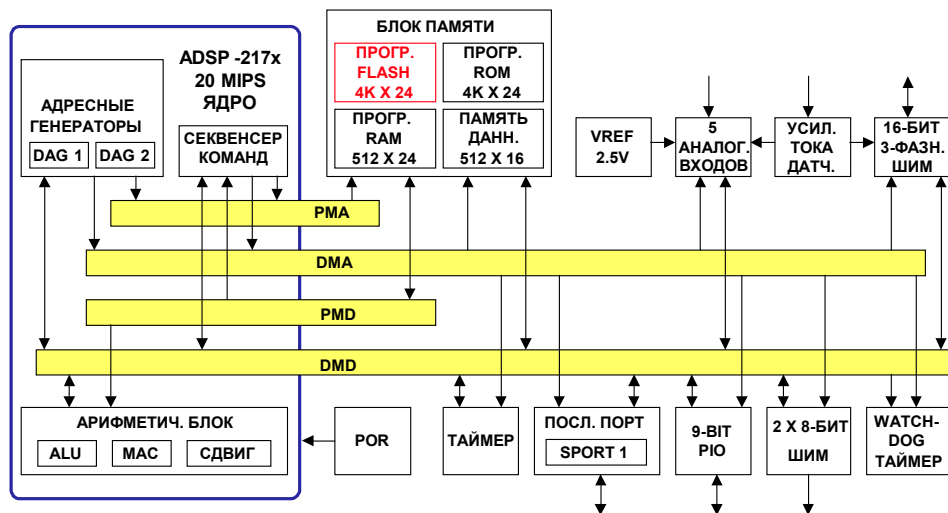 ADSP -217x
20 MIPS
ЯДРО
АДРЕСНЫЕ
ГЕНЕРАТОРЫ
DAG 1
DAG 2
СЕКВЕНСЕР
КОМАНД
БЛОК ПАМЯТИ
ПРОГР.
FLASH
4K X 24
ПРОГР.
ROM
4K X 24
ПРОГР.
RAM
512 X 24
ПАМЯТЬ
ДАНН.
512 X 16
VREF
2.5V
5
АНАЛОГ.
ВХОДОВ
УСИЛ.
ТОКА
ДАТЧ.
16-БИТ
3-ФАЗН.
ШИМ
PMA
DMA
PMD
DMD
АРИФМЕТИЧ. БЛОК
ALU
MAC
СДВИГ
POR
ТАЙМЕР
ПОСЛ. ПОРТ
SPORT 1
9-BIT
PIO
2 X 8-БИТ
ШИМ
WATCH-
DOG
ТАЙМЕР